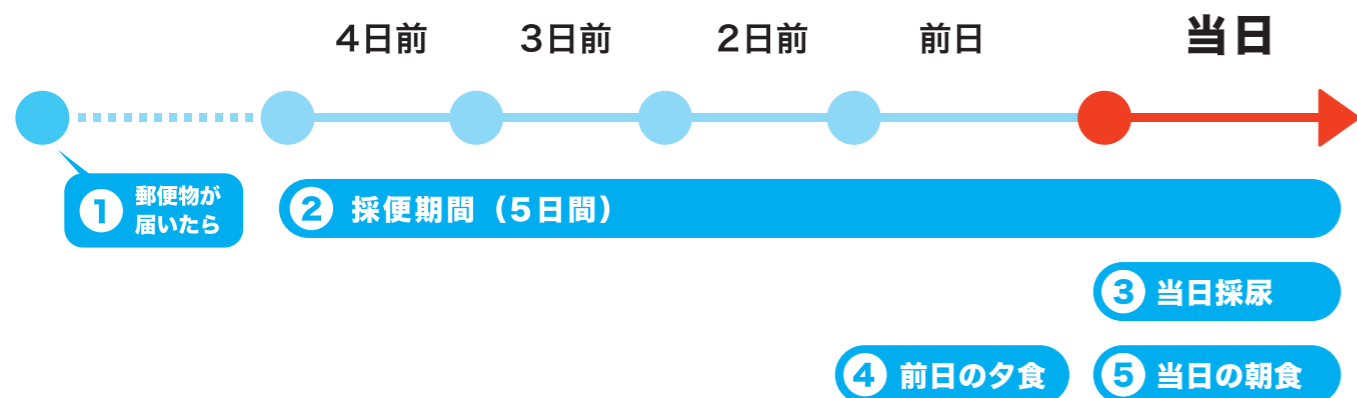 4日前
3日前
2日前
前日
当日
1 郵便物が
届いたら
2 採便期間（5日間）
3 当日採尿
4 前日の夕食
5 当日の朝食